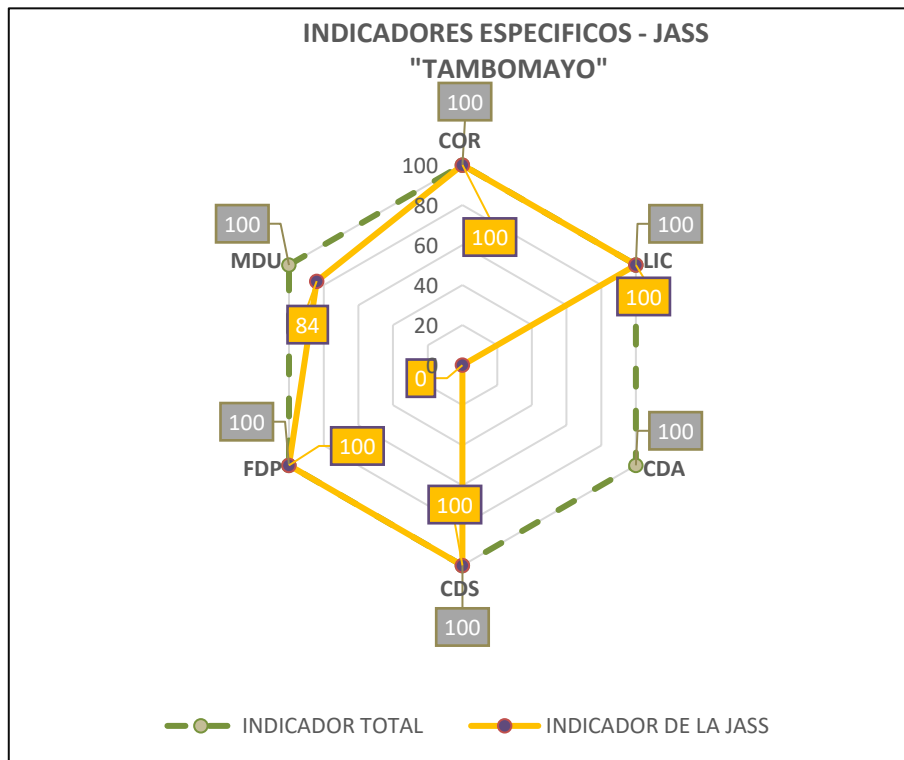 INDICADORES ESPECIFICOS - JASS
"TAMBOMAYO"
100
COR
100
80
60
40
20
0
100
100
MDU
84
100
LIC
100
0
100
FDP
100
100
CDA
100
CDS
100
INDICADOR TOTAL
INDICADOR DE LA JASS